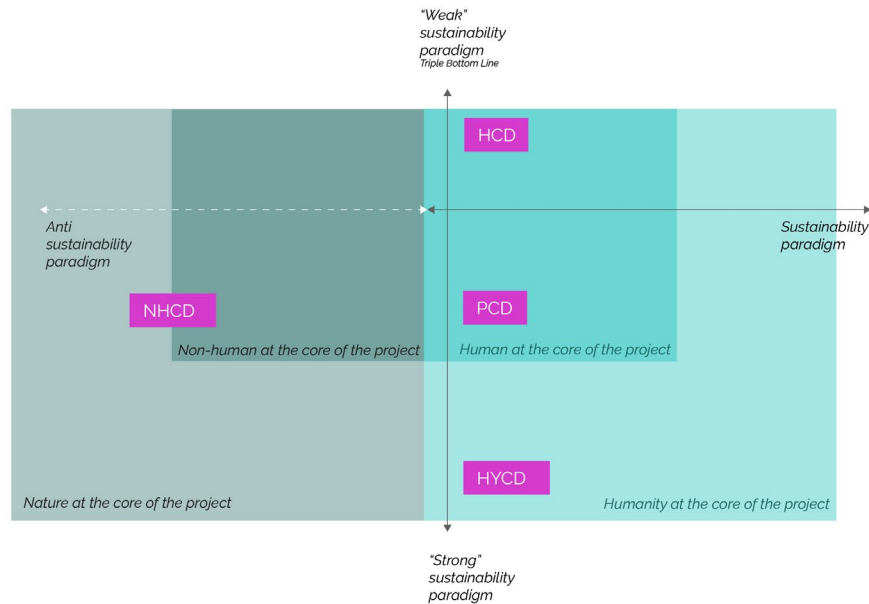 “Weak”
sustainability
paradigm
Triple Bottom Line
HCD
Anti
sustainability
paradigm
Sustainability
paradigm
NHCD
PCD
Non-human at the core of the project
Human at the core of the project
HYCD
Nature at the core of the project
Humanity at the core of the project
“Strong”
sustainability
paradigm